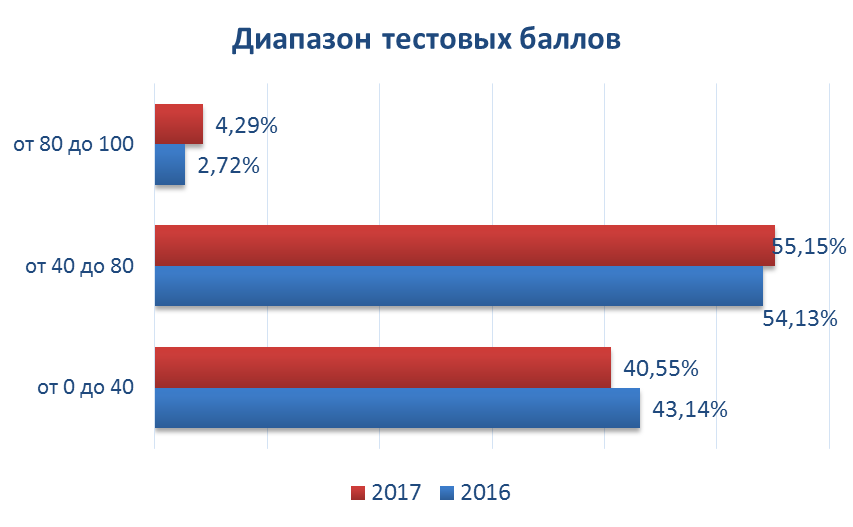 Диапазон тестовых баллов
от 80 до 100
4,29%
2,72%
от 40 до 80
55,15%
54,13%
от 0 до 40
40,55%
43,14%
2017 2016